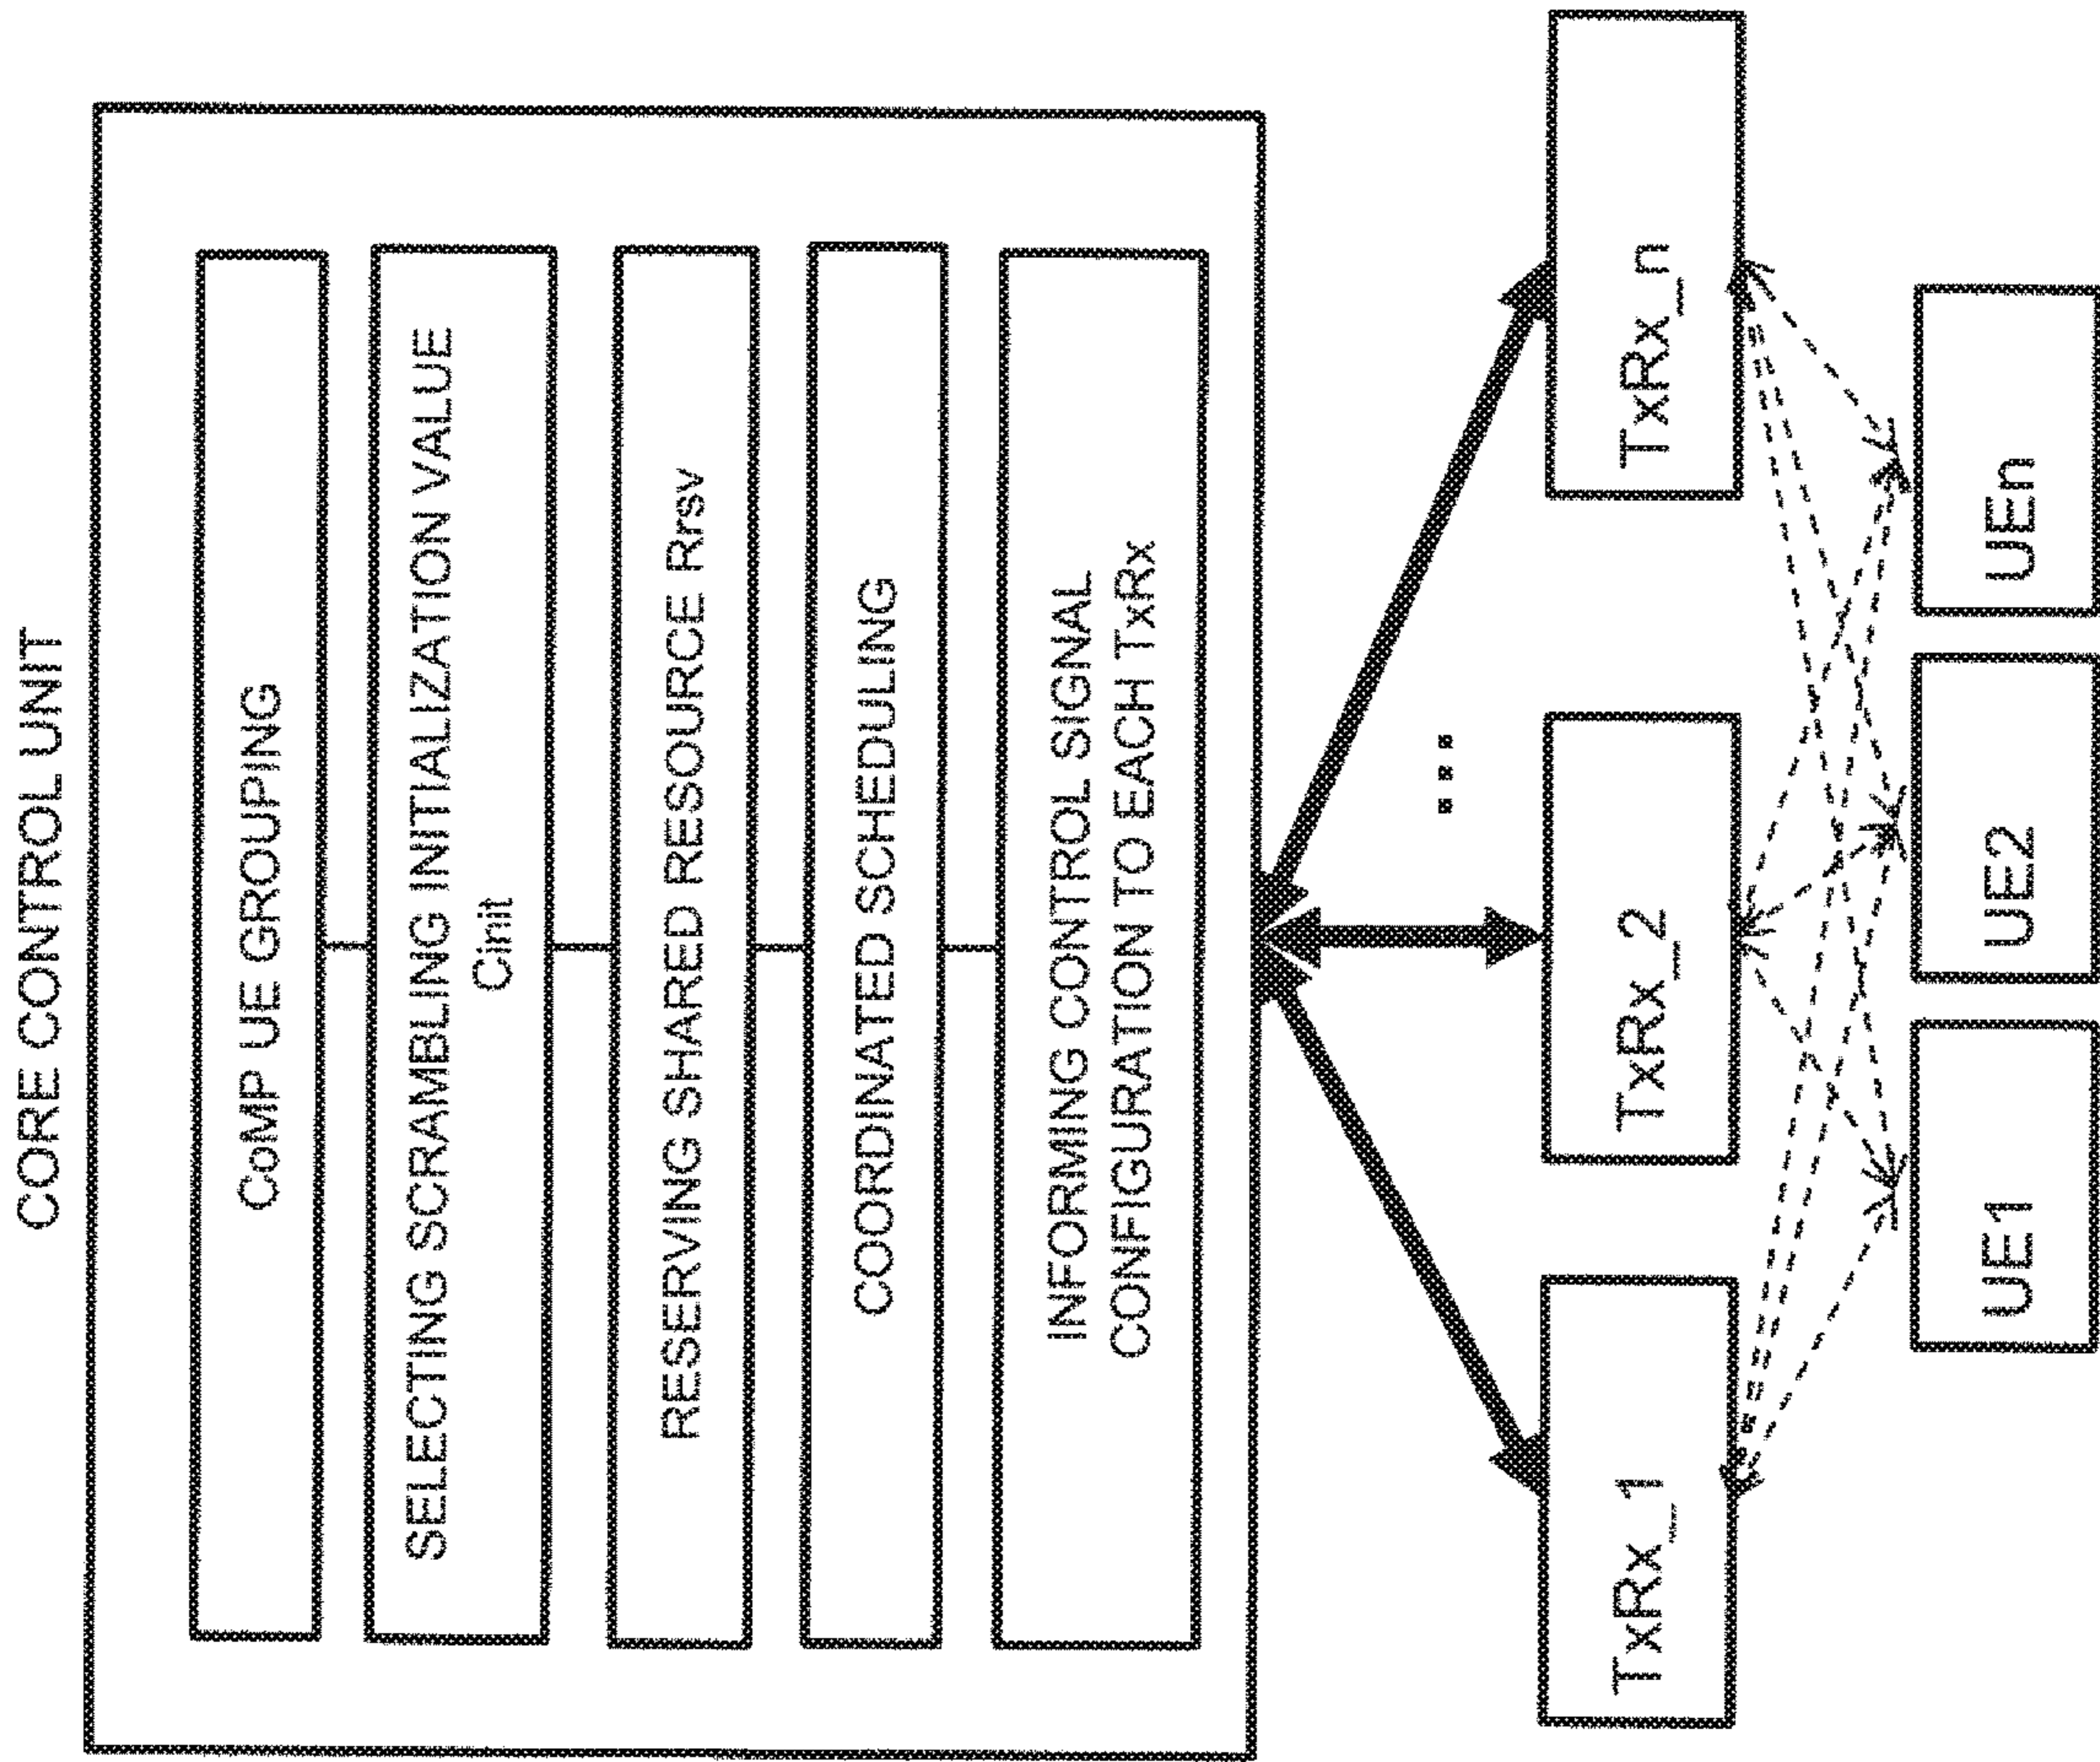 CORE CONTROL UNIT
CoMP UE GROUPING
SELECTING SCRAMBLING INITIALIZATION VALUE
Cinit
RESERVING SHARED RESOURCE Rrsv
COORDINATED SCHEDULING
INFORMING CONTROL SIGNAL
CONFIGURATION TO EACH TxRx
...
TxRx_1
TxRx_2
TxRx_n
UE1
UE2
UEn